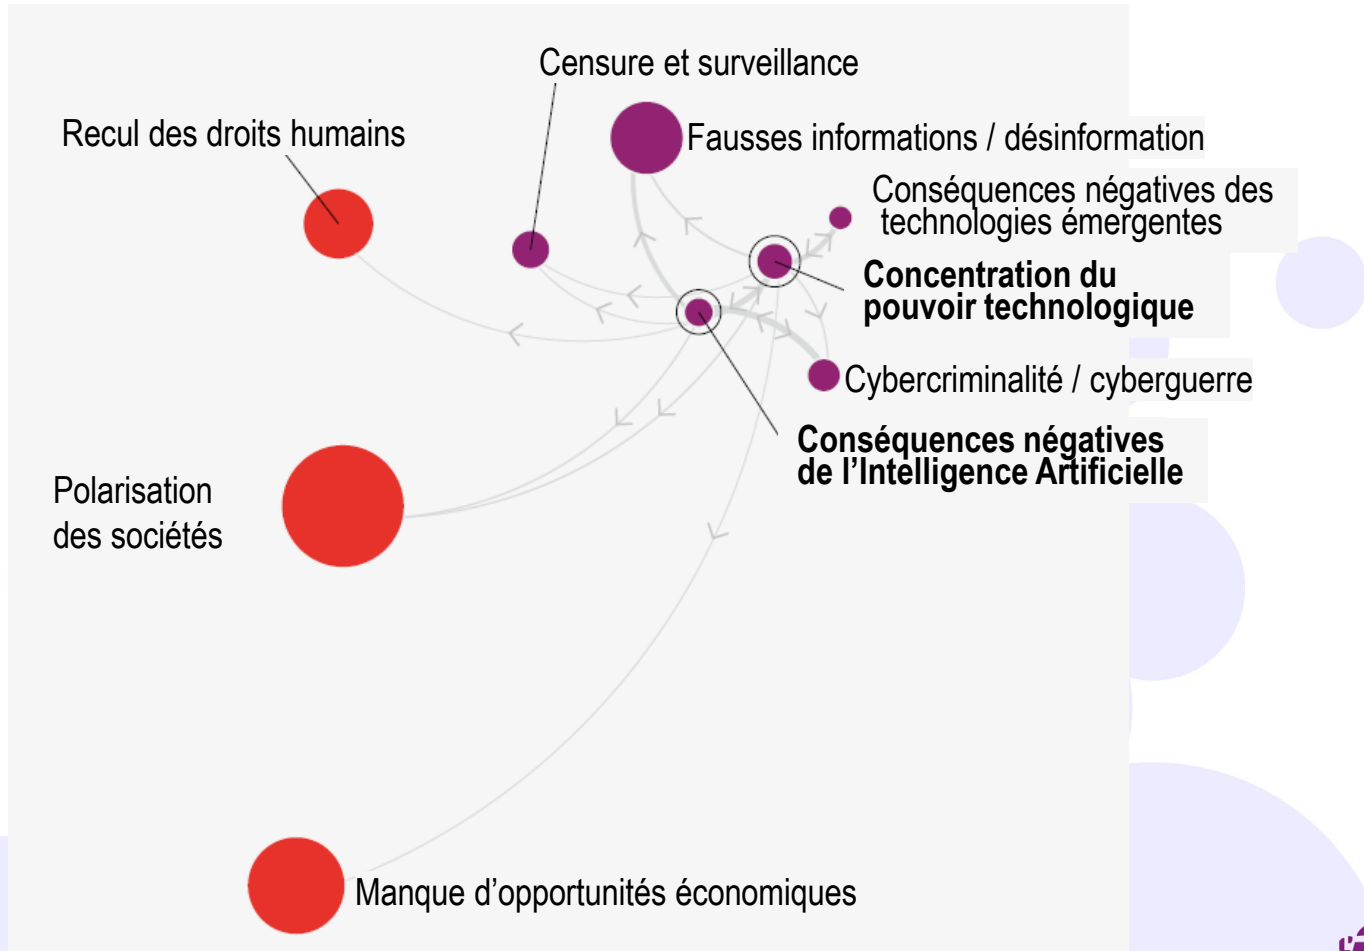 Censure et surveillance
Recul des droits humains
Fausses informations / désinformation
Conséquences négatives des
technologies émergentes
Concentration du
pouvoir technologique
Cybercriminalité / cyberguerre
Conséquences négatives
de l’Intelligence Artificielle
Polarisation
des sociétés
Manque d’opportunités économiques